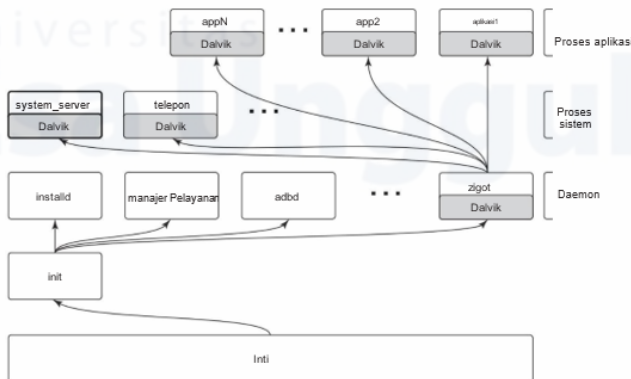 appN
Dalvik
app2
Dalvik
aplikasi1
Dalvik
Proses aplikas
system_server
Dalvik
telepon
Dalvik
Proses
sistem
installd
manajer Pelayanan
adbd
zigot
Dalvik
Daemon
init
Inti